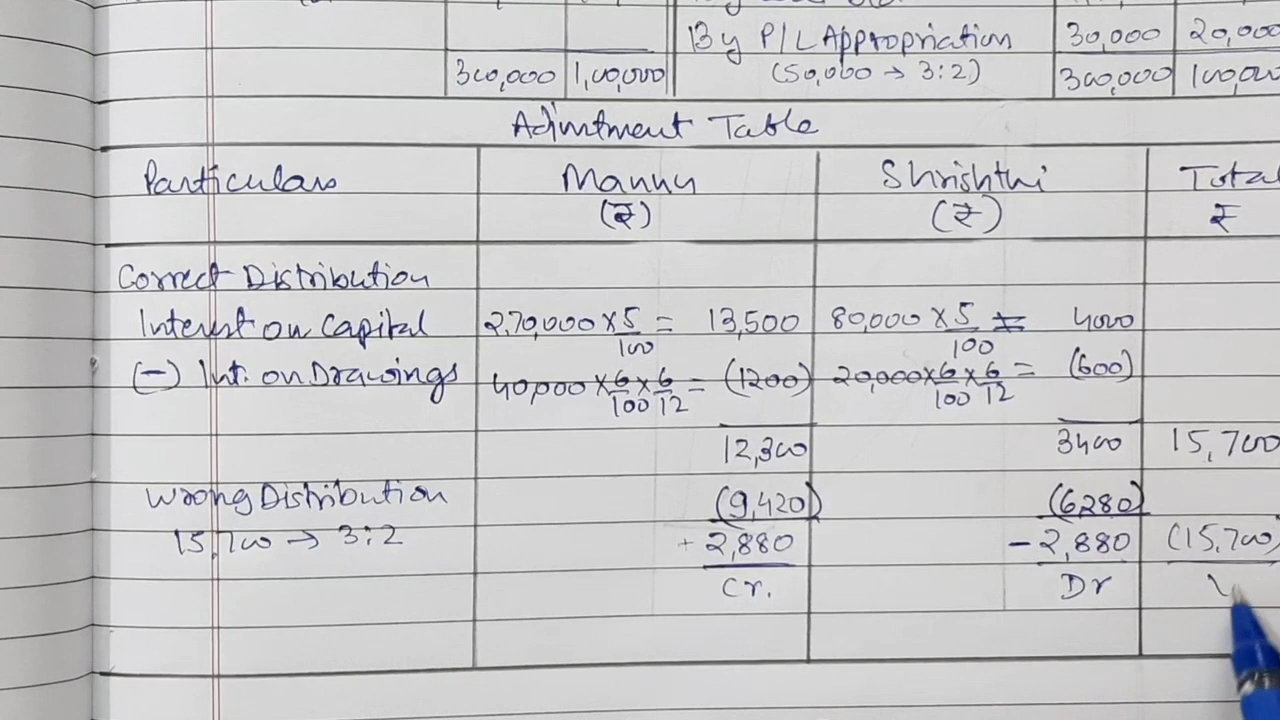 By P/L Appropriation 30,000 20,000
(50,000 → 3:2)
300,000 1,00,000 300,000 100,000
Adjustment Table
Particulars Mannu Shrishthi Total
(₹) (₹) ₹
Correct Distribution
Interest on Capital 2,70,000 × 5/100 = 13,500 80,000 × 5/100 = 4000
(-) Int. on Drawings 40,000 × 6/100 × 6/12 = (1200) 20,000 × 6/100 × 6/12 = (600)
12,300 3400 15,700
Wrong Distribution (9,420) (6280)
15,700 → 3:2 + 2,880 - 2,880 (15,700)
Cr. Dr